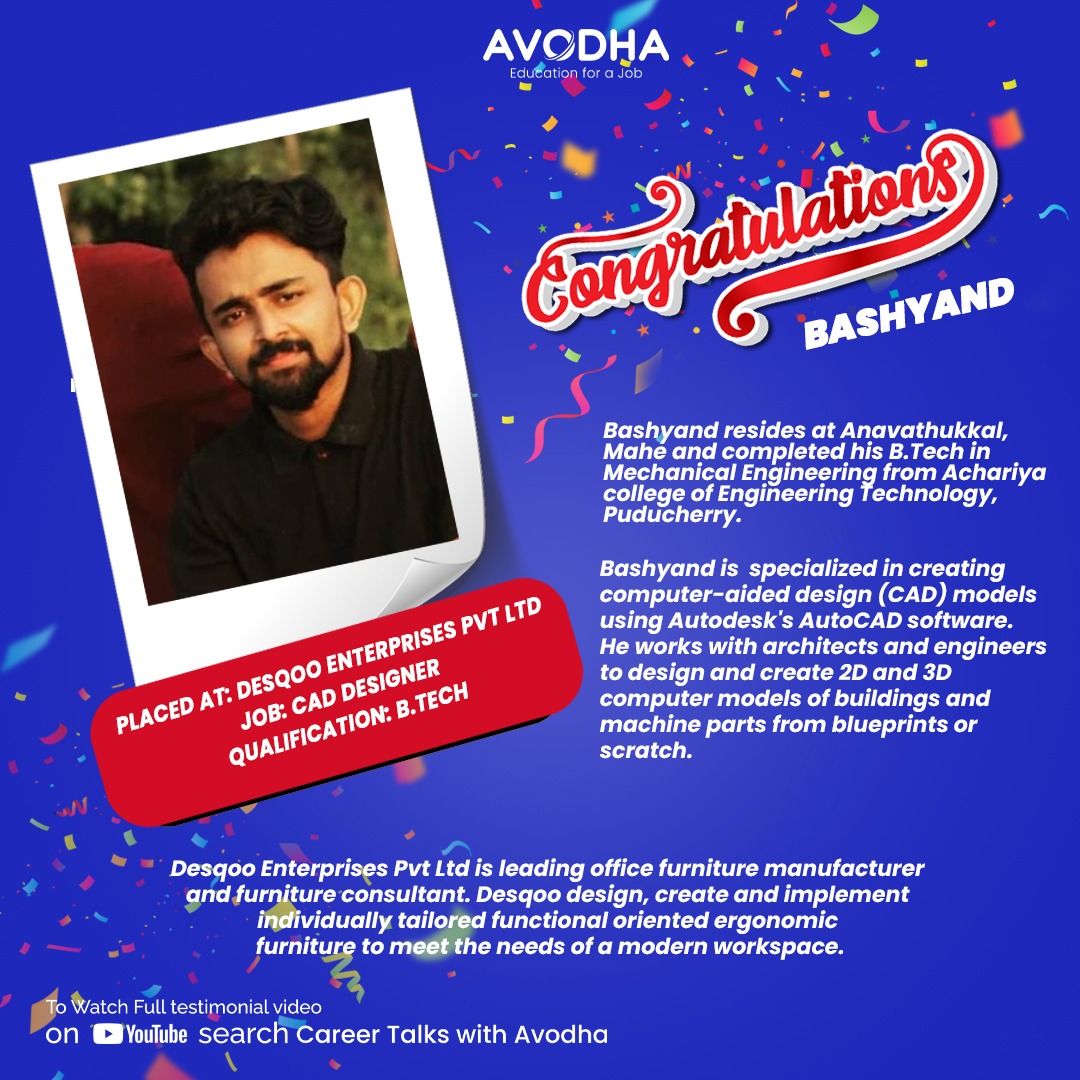 AVODHA
Education for a Job
Congratulations
BASHYAND
Bashyand resides at Anavathukkal,
Mahe and completed his B.Tech in
Mechanical Engineering from Achariya
college of Engineering Technology,
Puducherry.
Bashyand is specialized in creating
computer-aided design (CAD) models
using Autodesk's AutoCAD software.
He works with architects and engineers
to design and create 2D and 3D
computer models of buildings and
machine parts from blueprints or
scratch.
PLACED AT: DESQOO ENTERPRISES PVT LTD
JOB: CAD DESIGNER
QUALIFICATION: B.TECH
Desqoo Enterprises Pvt Ltd is leading office furniture manufacturer
and furniture consultant. Desqoo design, create and implement
individually tailored functional oriented ergonomic
furniture to meet the needs of a modern workspace.
To Watch Full testimonial video
on YouTube search Career Talks with Avodha